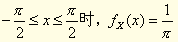 -π/2 ≤ x ≤ π/2时, f_X(x) = 1/π